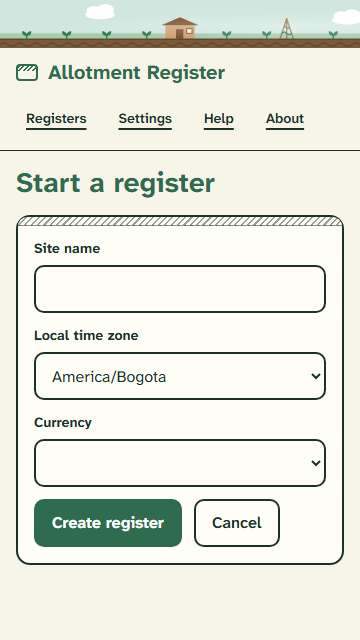 Allotment Register
Registers Settings Help About
Start a register
Site name
Local time zone
America/Bogota
Currency
Create register Cancel